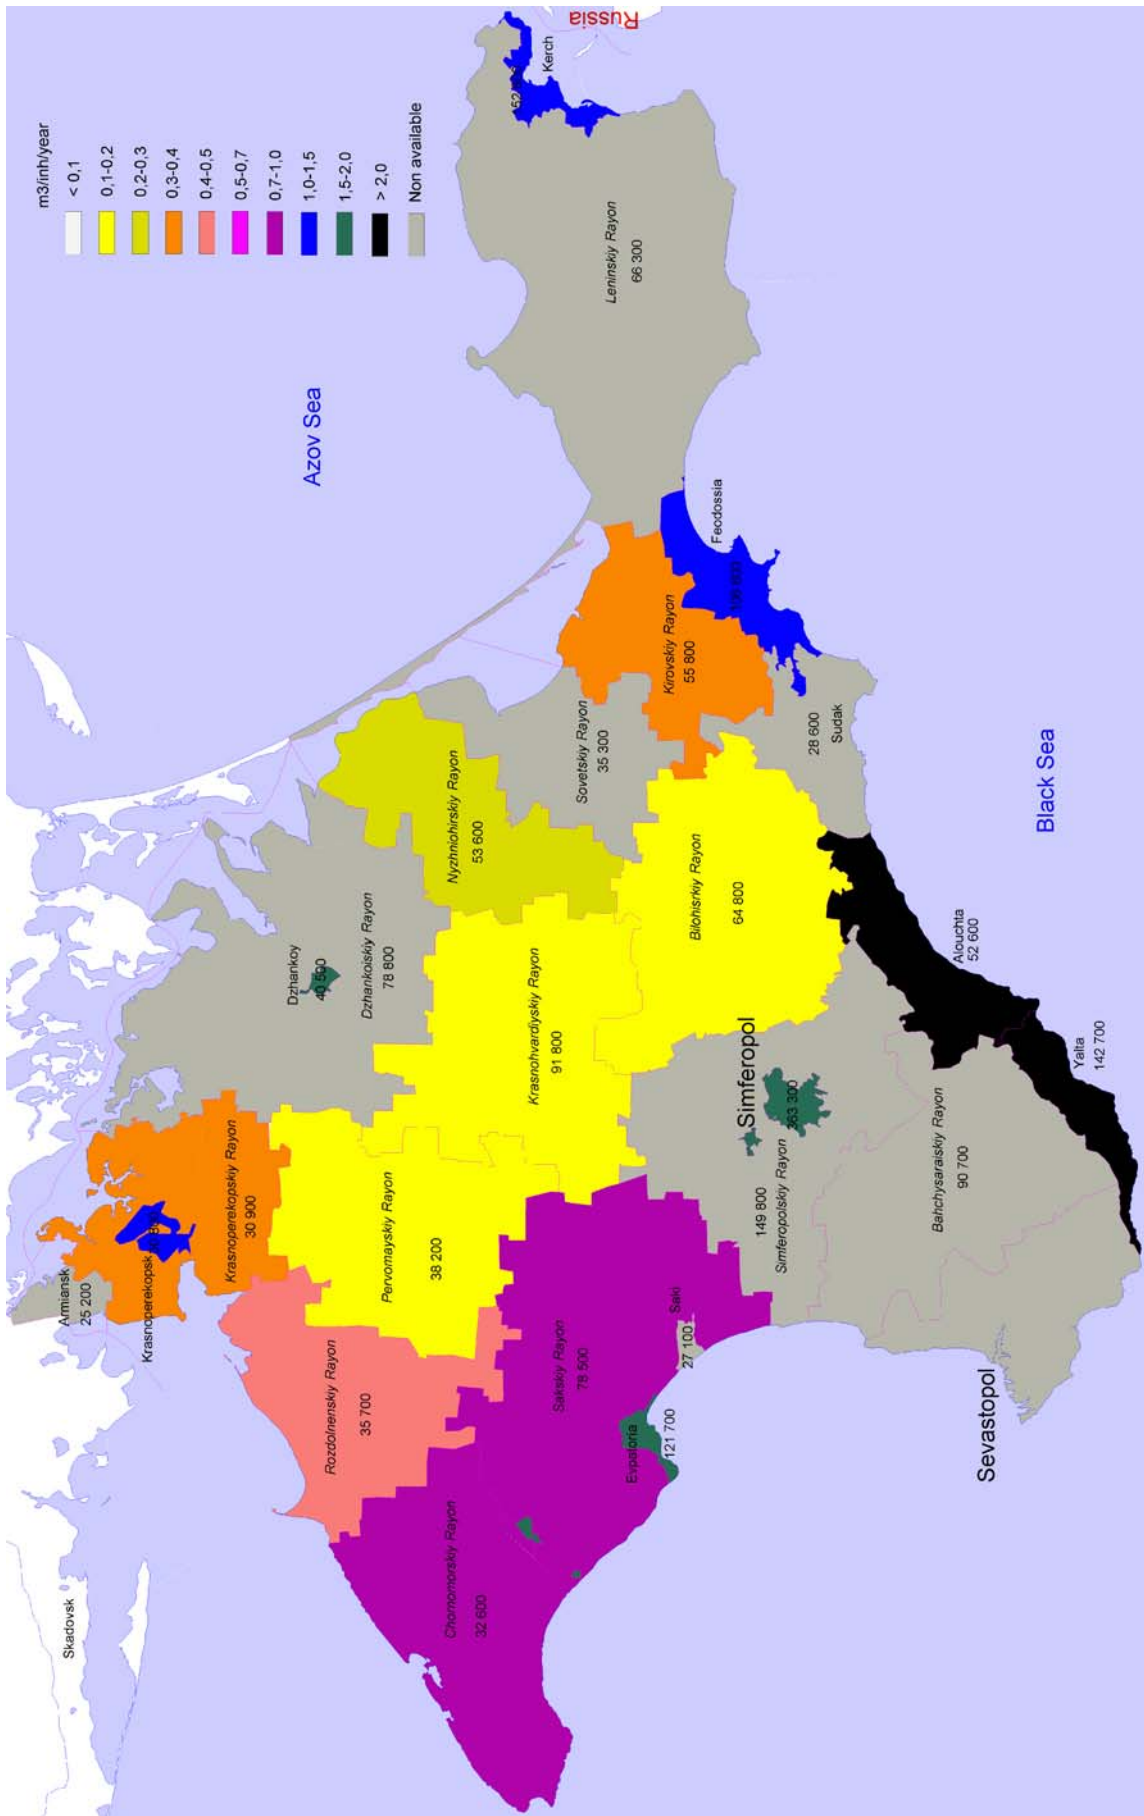 m3/inh/year
< 0,1
0,1-0,2
0,2-0,3
0,3-0,4
0,4-0,5
0,5-0,7
0,7-1,0
1,0-1,5
1,5-2,0
> 2,0
Non available
Russia
Kerch
Leninskiy Rayon
66 300
Azov Sea
Feodossia
Kirovskiy Rayon
55 800
Sovetskiy Rayon
35 300
28 600
Sudak
Black Sea
Nyzhniohirskiy Rayon
53 600
Bilohisrkiy Rayon
64 800
Alouchta
52 600
Yalta
142 700
Dzhankoy
40 500
Dzhankoiskiy Rayon
78 800
Krasnohvardiyskiy Rayon
91 800
Simferopol
363 300
149 800
Simferopolskiy Rayon
Bahchysaraiskiy Rayon
90 700
Sevastopol
Armiansk
25 200
Krasnoperekopsk
Krasnoperekopskiy Rayon
30 900
Pervomayskiy Rayon
38 200
Rozdolnenskiy Rayon
35 700
Sakskiy Rayon
78 500
Saki
27 100
Evpatoria
121 700
Chornomorskiy Rayon
32 600
Skadovsk